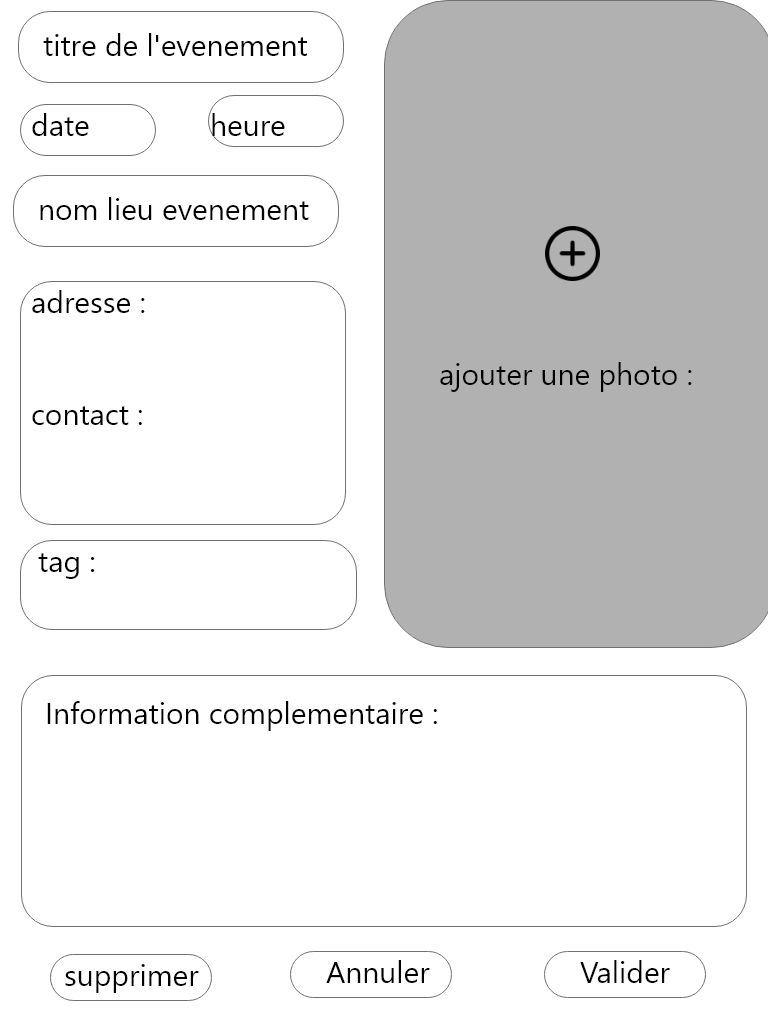 titre de l'evenement
date
heure
nom lieu evenement
adresse :
contact :
tag :
ajouter une photo :
Information complementaire :
supprimer
Annuler
Valider